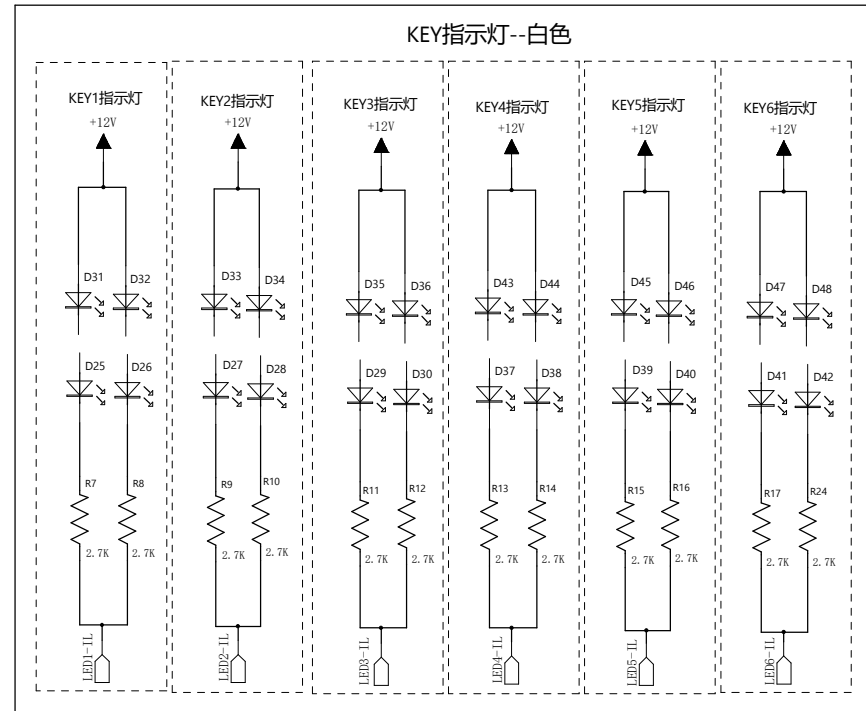 KEY指示灯--白色
KEY1指示灯
+12V
D31
D32
D25
D26
R7
R8
2.7K
2.7K
LED1-IL
KEY2指示灯
+12V
D33
D34
D27
D28
R9
R10
2.7K
2.7K
LED2-IL
KEY3指示灯
+12V
D35
D36
D29
D30
R11
R12
2.7K
2.7K
LED3-IL
KEY4指示灯
+12V
D43
D44
D37
D38
R13
R14
2.7K
2.7K
LED4-IL
KEY5指示灯
+12V
D45
D46
D39
D40
R15
R16
2.7K
2.7K
LED5-IL
KEY6指示灯
+12V
D47
D48
D41
D42
R17
R24
2.7K
2.7K
LED6-IL